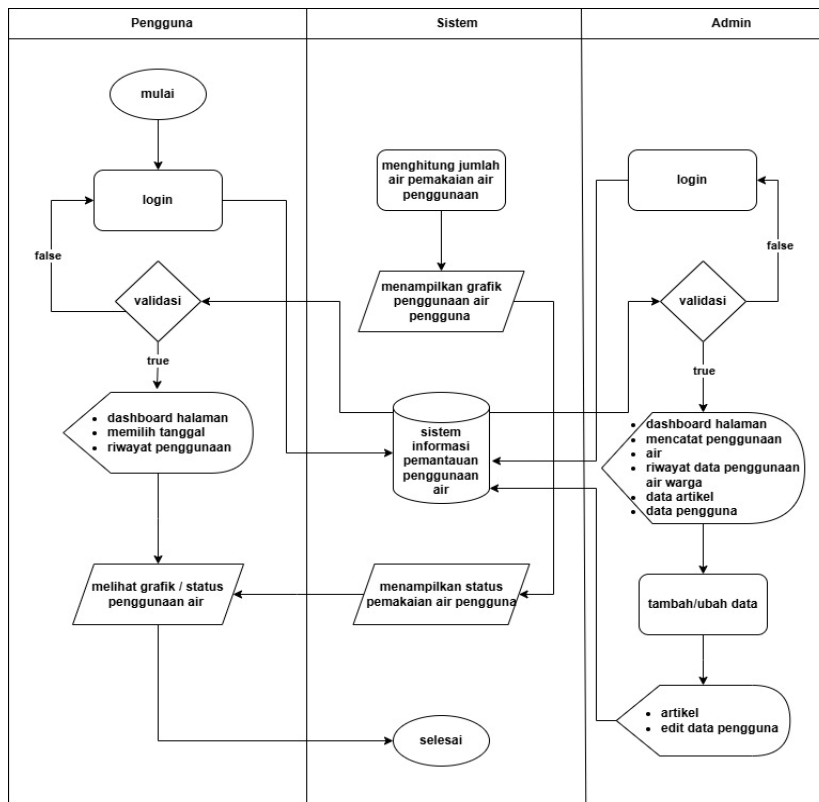 Pengguna
Sistem
Admin
mulai
login
false
validasi
true
dashboard halaman
memilih tanggal
riwayat penggunaan
melihat grafik / status
penggunaan air
menghitung jumlah
air pemakaian air
penggunaan
menampilkan grafik
penggunaan air
pengguna
sistem
informasi
pemantauan
penggunaan
air
menampilkan status
pemakaian air pengguna
selesai
login
false
validasi
true
dashboard halaman
mencatat penggunaan
air
riwayat data penggunaan
air warga
data artikel
data pengguna
tambah/ubah data
artikel
edit data pengguna